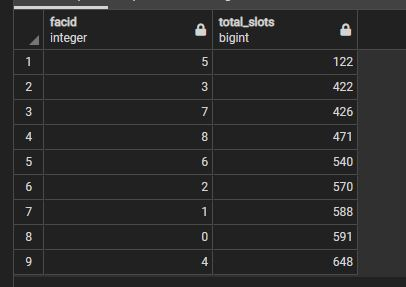 facid total_slots
integer bigint
1 5 122
2 3 422
3 7 426
4 8 471
5 6 540
6 2 570
7 1 588
8 0 591
9 4 648